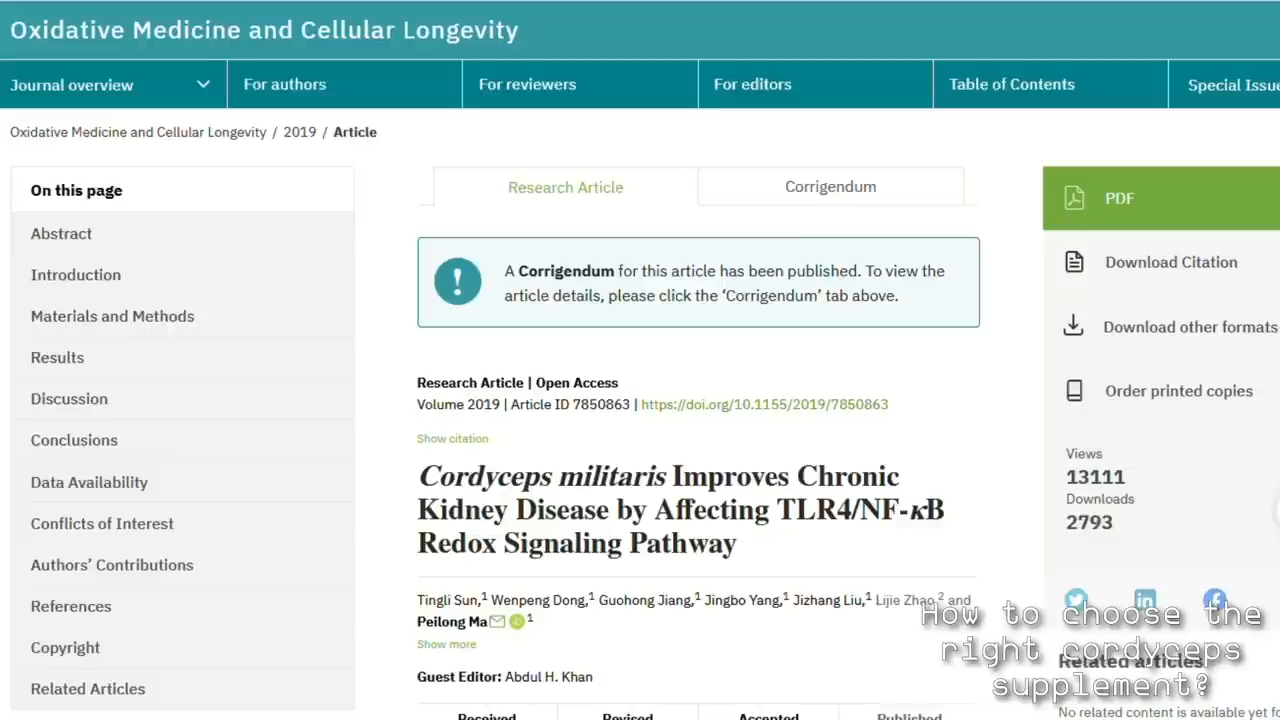 Oxidative Medicine and Cellular Longevity
Journal overview
For authors
For reviewers
For editors
Table of Contents
Special Issue
Oxidative Medicine and Cellular Longevity / 2019 / Article
On this page
Abstract
Introduction
Materials and Methods
Results
Discussion
Conclusions
Data Availability
Conflicts of Interest
Authors' Contributions
References
Copyright
Related Articles
Research Article
Corrigendum
A Corrigendum for this article has been published. To view the
article details, please click the 'Corrigendum' tab above.
Research Article | Open Access
Volume 2019 | Article ID 7850863 | https://doi.org/10.1155/2019/7850863
Show citation
Cordyceps militaris Improves Chronic
Kidney Disease by Affecting TLR4/NF-κB
Redox Signaling Pathway
Tingli Sun,1 Wenpeng Dong,1 Guohong Jiang,1 Jingbo Yang,1 Jizhang Liu,1 Lijie Zhao,2 and
Peilong Ma 1
Show more
Guest Editor: Abdul H. Khan
Received
Revised
Accepted
Published
PDF
Download Citation
Download other formats
Order printed copies
Views
13111
Downloads
2793
Related articles
No related content is available yet fo
How to choose the
right cordyceps
supplement?